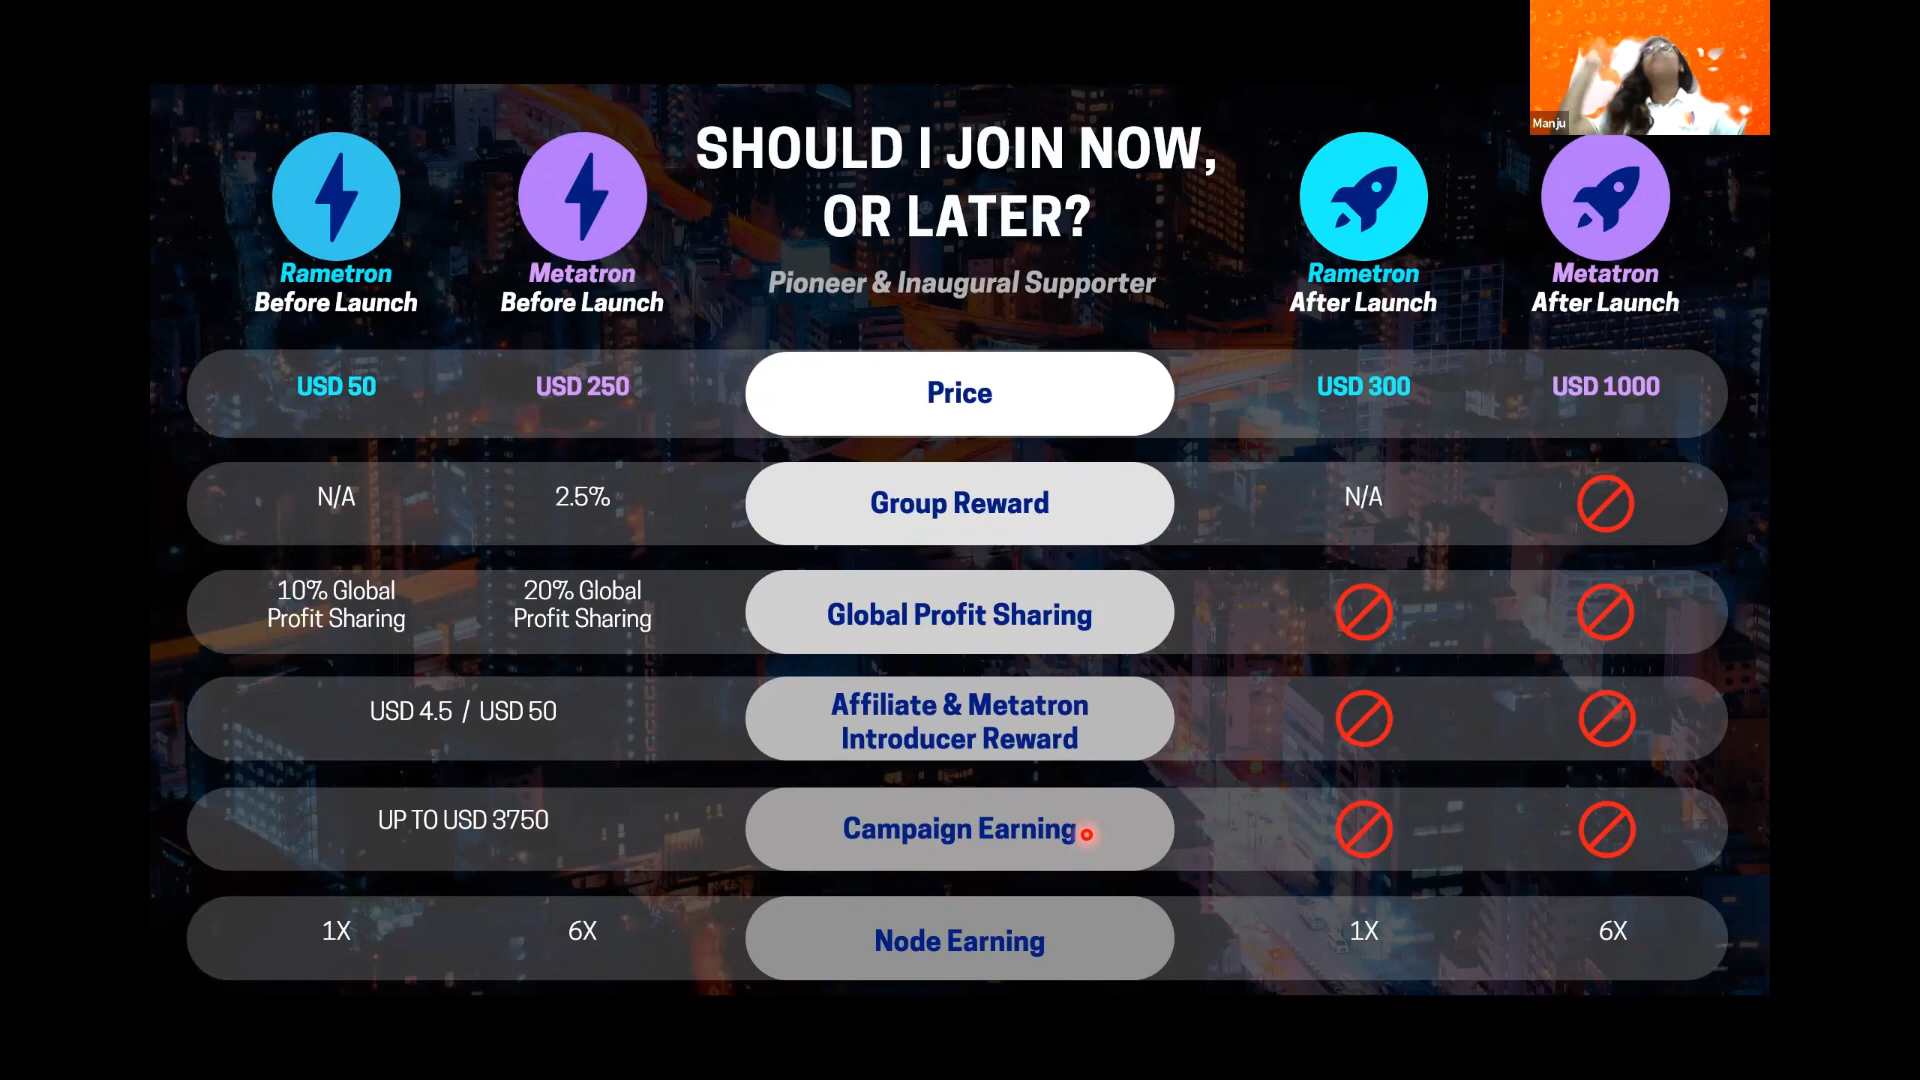 Manju
SHOULD I JOIN NOW,
OR LATER?
Pioneer & Inaugural Supporter
Rametron
Before Launch
Metatron
Before Launch
Rametron
After Launch
Metatron
After Launch
USD 50
USD 250
Price
USD 300
USD 1000
N/A
2.5%
Group Reward
N/A
10% Global
Profit Sharing
20% Global
Profit Sharing
Global Profit Sharing
USD 4.5 / USD 50
Affiliate & Metatron
Introducer Reward
UP TO USD 3750
Campaign Earning
1X
6X
Node Earning
1X
6X